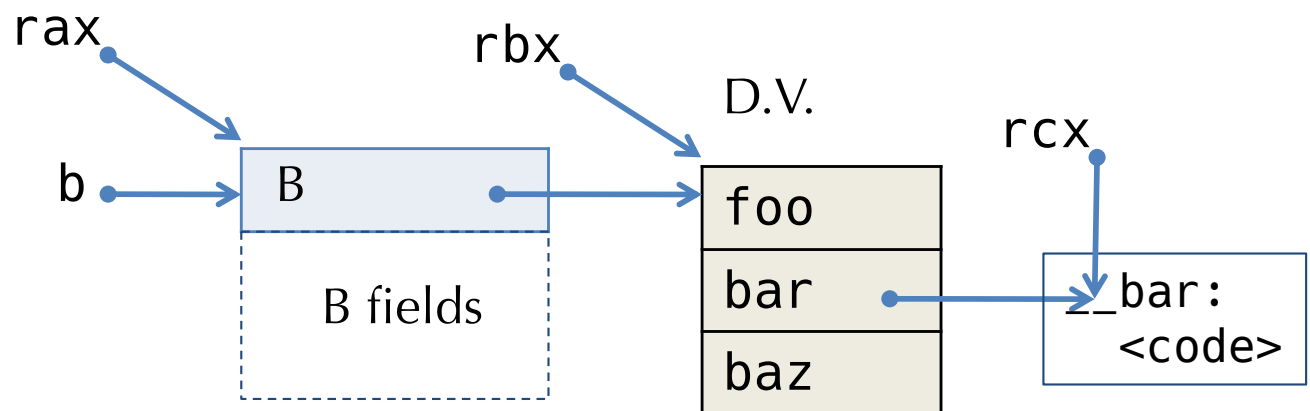 rax
rbx
D.V.
rcx
b
B
foo
B fields
bar
__bar:
<code>
baz